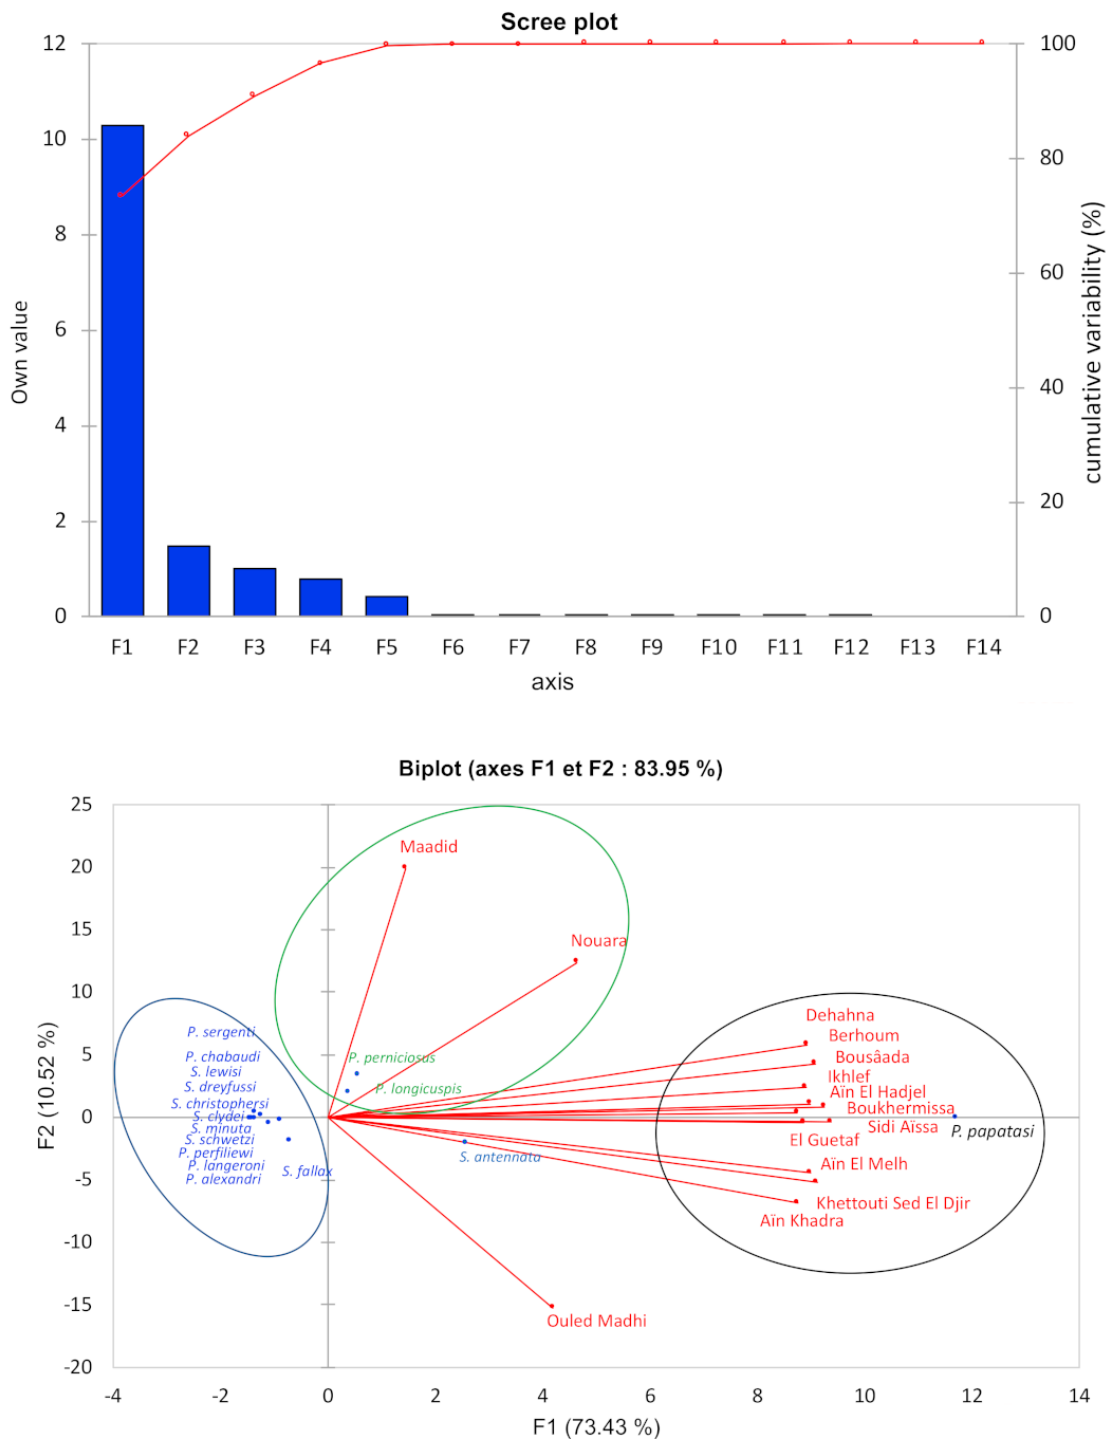 Scree plot
12
10
8
6
4
2
0
100
80
60
40
20
0
Own value
cumulative variability (%)
F1 F2 F3 F4 F5 F6 F7 F8 F9 F10 F11 F12 F13 F14
axis
Biplot (axes F1 et F2 : 83.95 %)
25
20
15
10
5
0
-5
-10
-15
-20
F2 (10.52 %)
Maadid
Nouara
Dehahna
Berhoum
Bousâada
Ikhlef
Aïn El Hadjel
Boukhermissa
Sidi Aïssa
P. papatasi
El Guetaf
Aïn El Melh
Khettouti Sed El Djir
Aïn Khadra
Ouled Madhi
P. perniciosus
P. longicuspis
S. antennata
P. sergenti
P. chabaudi
S. lewisi
S. dreyfussi
S. christophersi
S. clydei
S. minuta
S. schwetzi
P. perfiliewi
P. langeroni
P. alexandri
S. fallax
-4 -2 0 2 4 6 8 10 12 14
F1 (73.43 %)